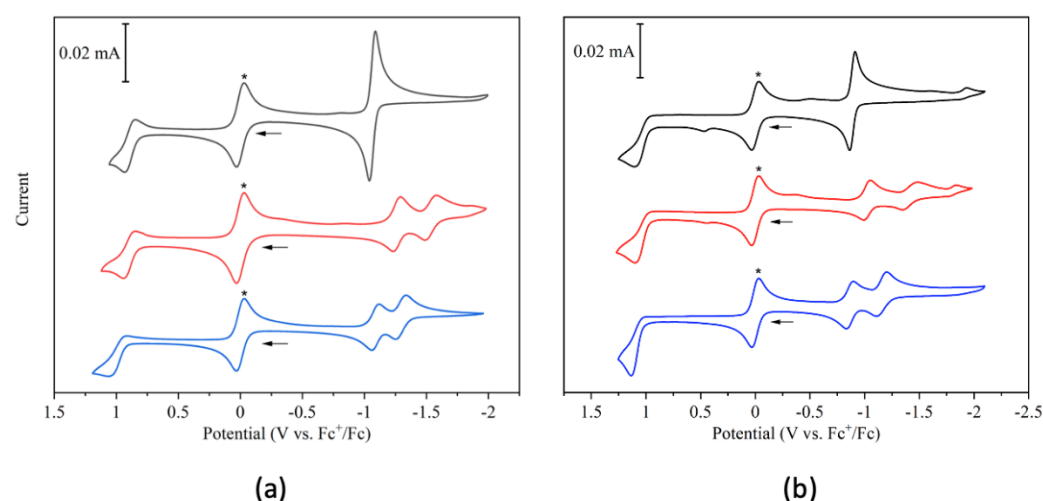 0.02 mA
*
*
*
Current
1.5 1 0.5 0 -0.5 -1 -1.5 -2
Potential (V vs. Fc⁺/Fc)
(a)
0.02 mA
*
*
*
1.5 1 0.5 0 -0.5 -1 -1.5 -2 -2.5
Potential (V vs. Fc⁺/Fc)
(b)